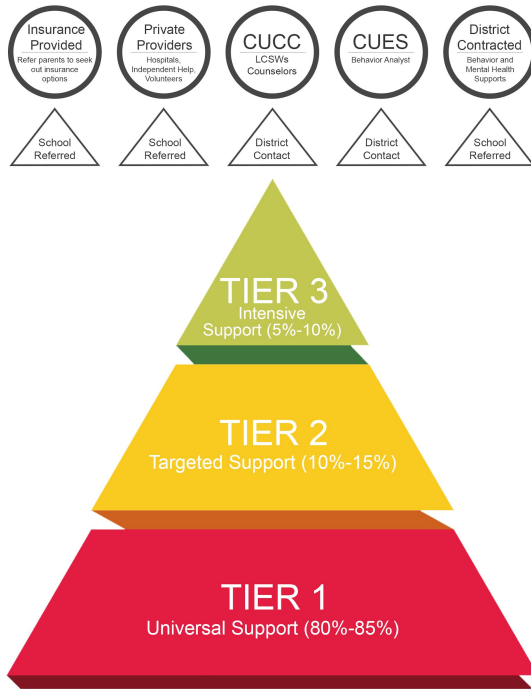 Insurance
Provided
Refer parents to seek
out insurance
options
Private
Providers
Hospitals,
Independent Help,
Volunteers
CUCC
LCSWs
Counselors
CUES
Behavior Analyst
District
Contracted
Behavior and
Mental Health
Supports
School
Referred
School
Referred
District
Contact
District
Contact
School
Referred
TIER 3
Intensive
Support (5%-10%)
TIER 2
Targeted Support (10%-15%)
TIER 1
Universal Support (80%-85%)